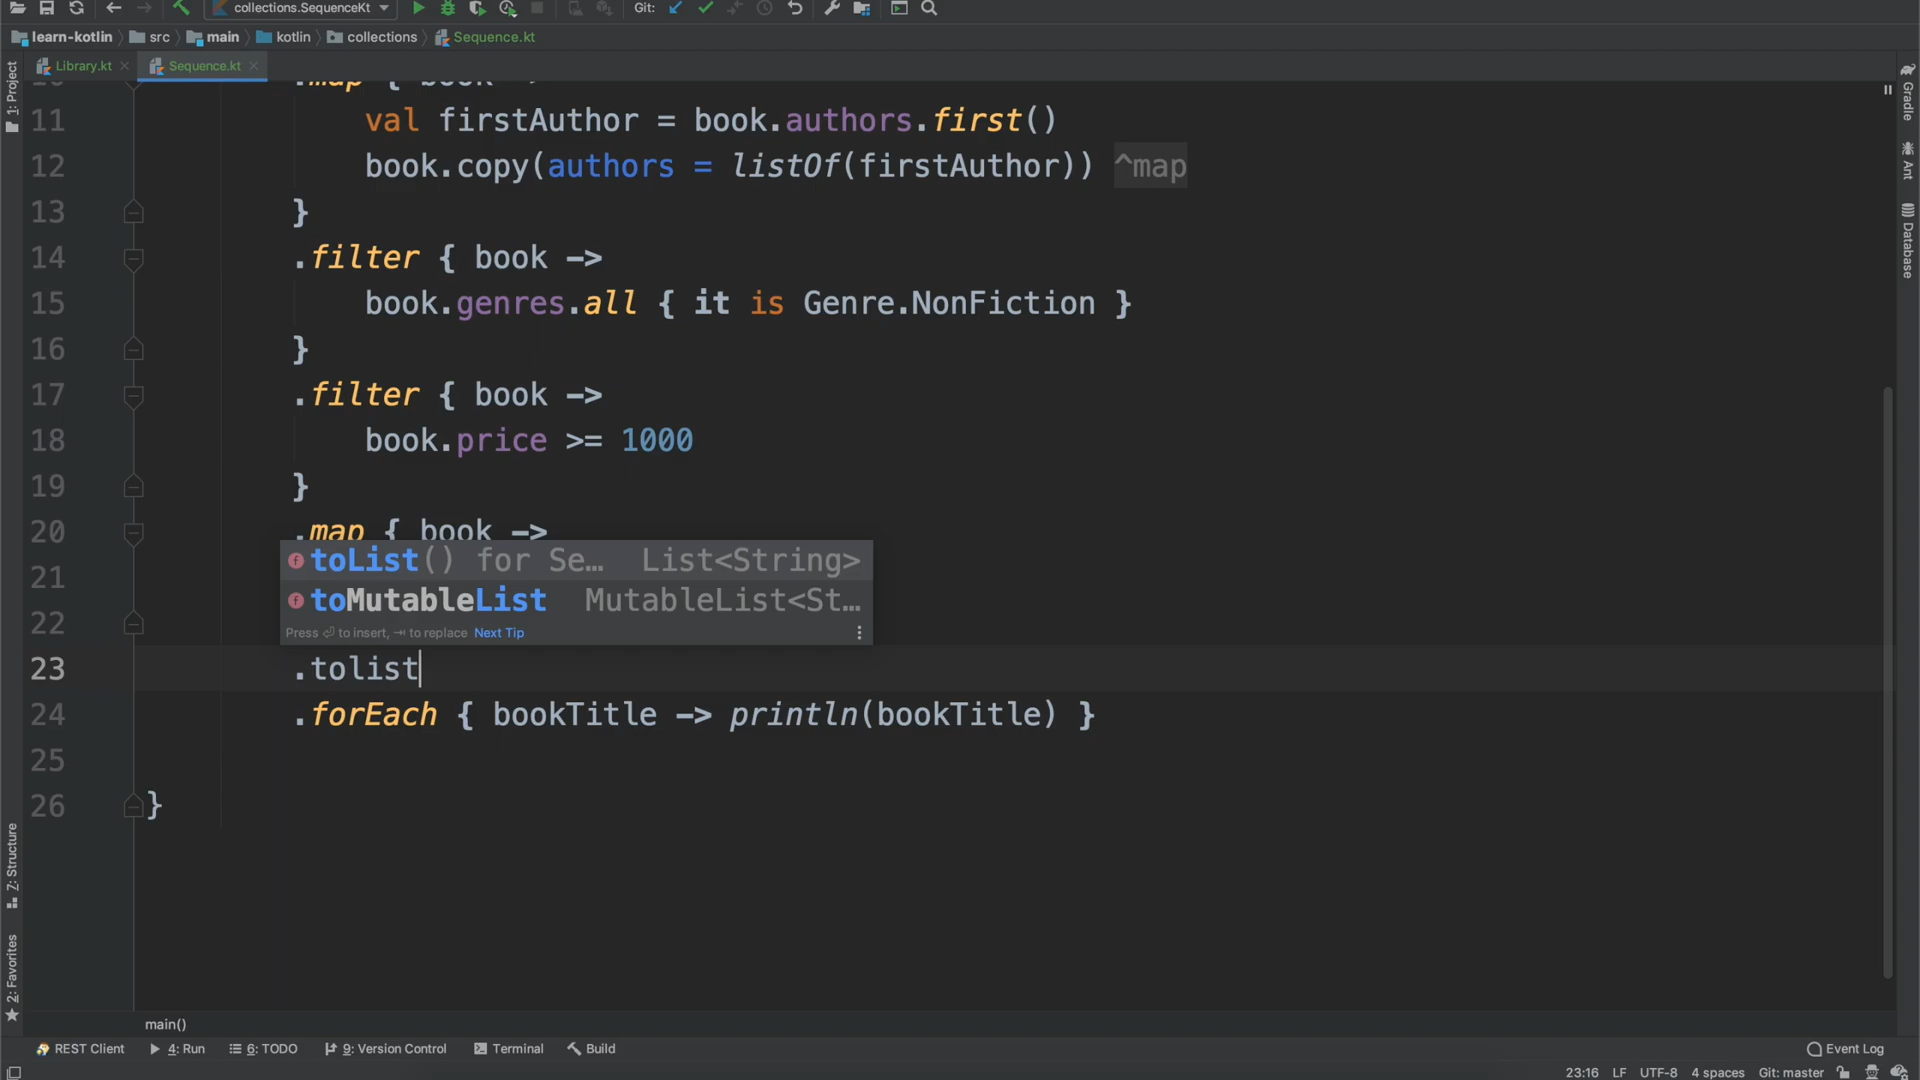 collections.SequenceKt
Git:
learn-kotlin
src
main
kotlin
collections
Sequence.kt
Library.kt
Sequence.kt
1: Project
.map { book ->
11 val firstAuthor = book.authors.first()
12 book.copy(authors = listOf(firstAuthor)) ^map
13 }
14 .filter { book ->
15 book.genres.all { it is Genre.NonFiction }
16 }
17 .filter { book ->
18 book.price >= 1000
19 }
20 .map { book ->
21
toList() for Se... List<String>
toMutableList MutableList<St...
Press ⏎ to insert, ⇥ to replace Next Tip
22
23 .tolist
24 .forEach { bookTitle -> println(bookTitle) }
25
26 }
Gradle
Ant
Database
Z: Structure
2: Favorites
main()
REST Client
4: Run
6: TODO
9: Version Control
Terminal
Build
Event Log
23:16 LF UTF-8 4 spaces Git: master